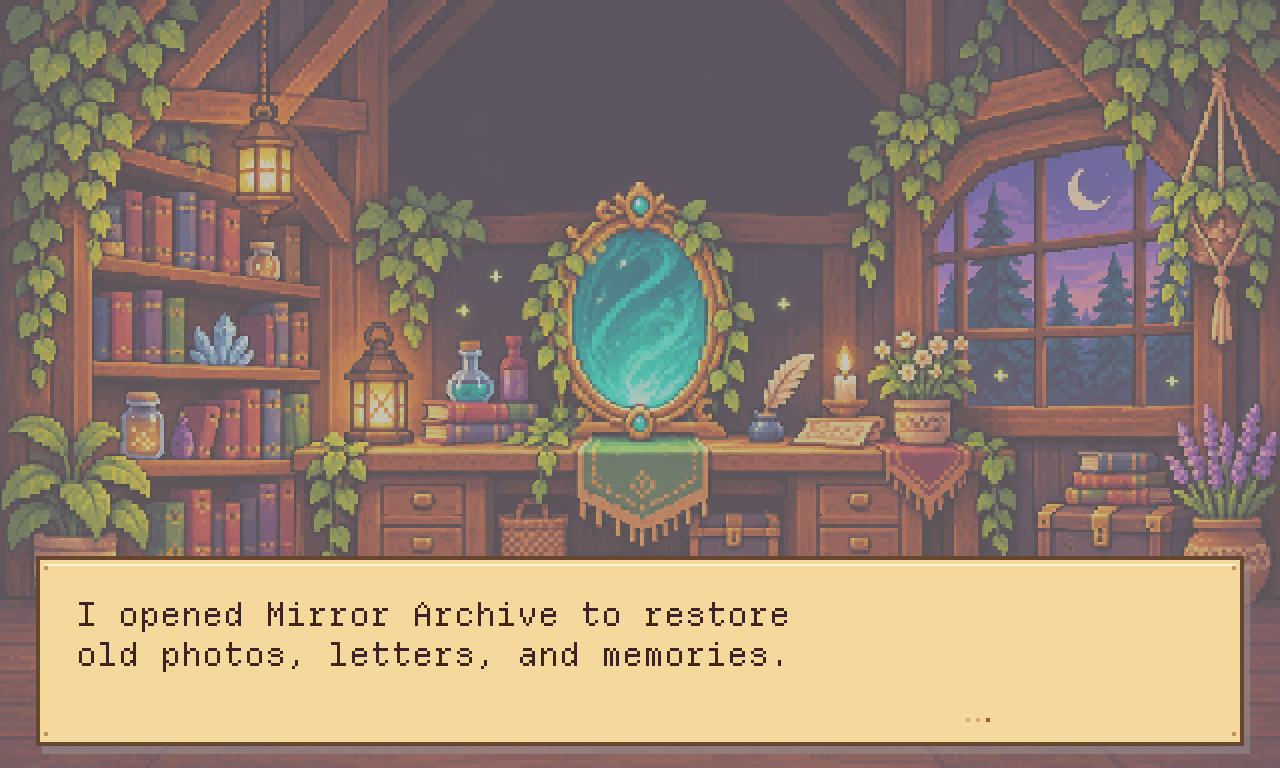 I opened Mirror Archive to restore
old photos, letters, and memories.
...